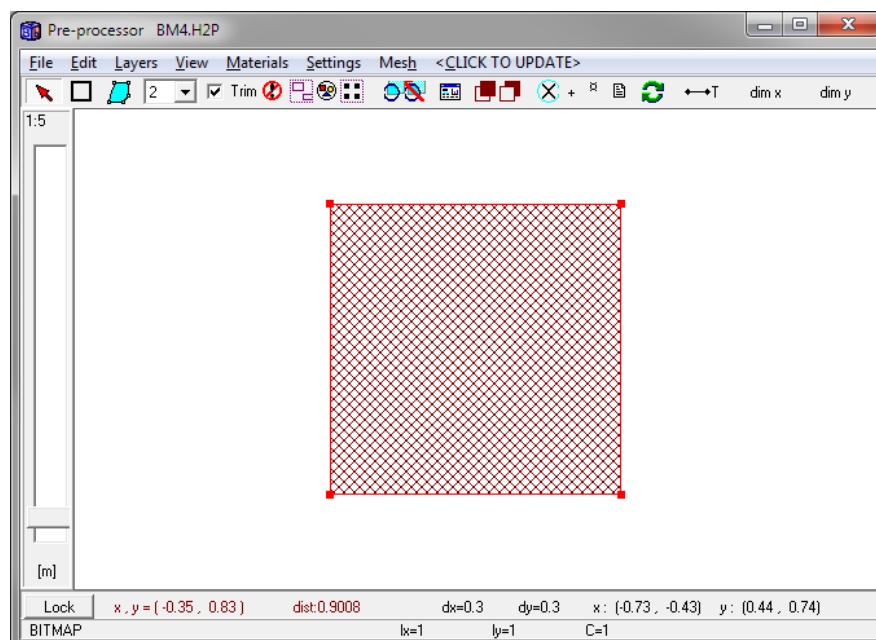 Pre-processor BM4.H2P
File Edit Layers View Materials Settings Mesh <CLICK TO UPDATE>
2 Trim T dim x dim y
1:5
[m]
Lock x , y = ( -0.35 , 0.83 ) dist:0.9008 dx=0.3 dy=0.3 x : (-0.73 , -0.43) y : (0.44 , 0.74)
BITMAP lx=1 ly=1 C=1